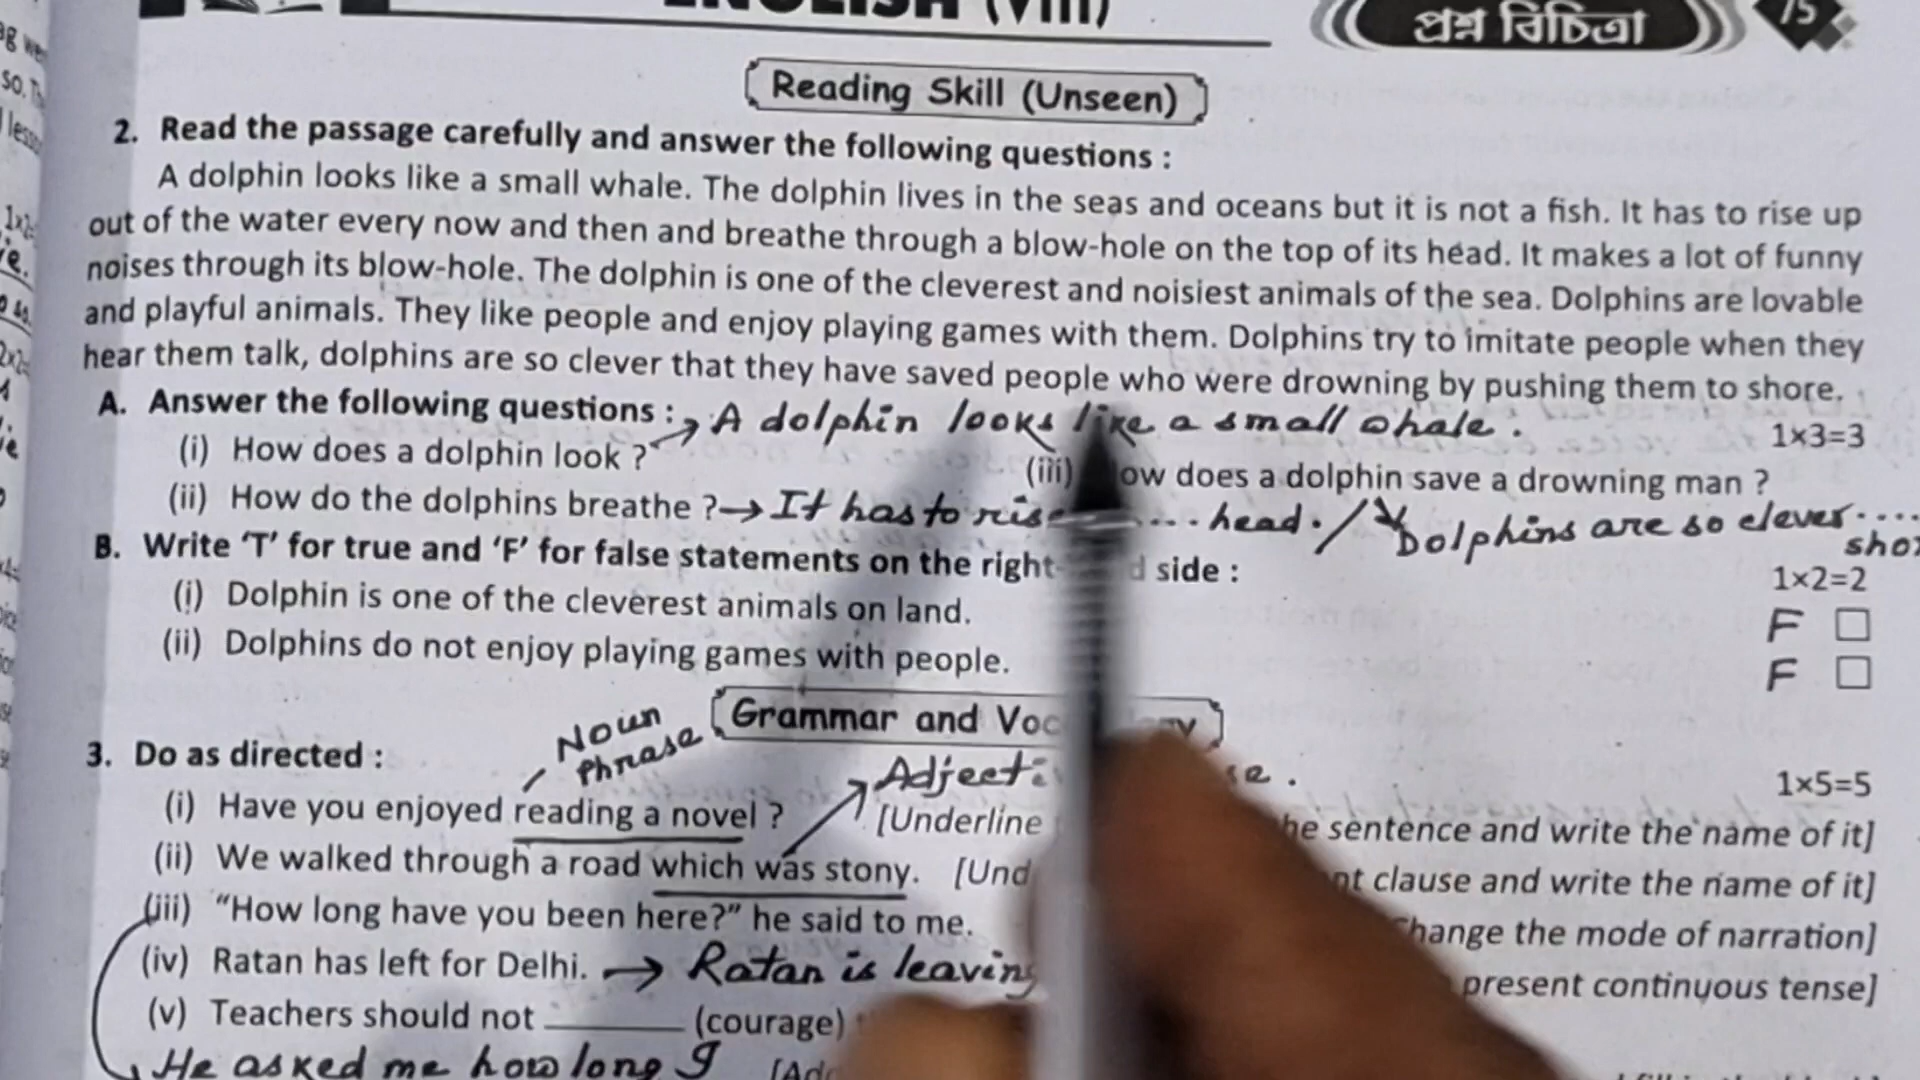 ENGLISH (VIII) প্রশ্ন বিচিত্রা 75
Reading Skill (Unseen)
2. Read the passage carefully and answer the following questions :
A dolphin looks like a small whale. The dolphin lives in the seas and oceans but it is not a fish. It has to rise up
out of the water every now and then and breathe through a blow-hole on the top of its head. It makes a lot of funny
noises through its blow-hole. The dolphin is one of the cleverest and noisiest animals of the sea. Dolphins are lovable
and playful animals. They like people and enjoy playing games with them. Dolphins try to imitate people when they
hear them talk, dolphins are so clever that they have saved people who were drowning by pushing them to shore.
A. Answer the following questions : → A dolphin looks like a small whale. 1×3=3
(i) How does a dolphin look ? (iii) ow does a dolphin save a drowning man ?
(ii) How do the dolphins breathe ? → It has to rise .... head. / Dolphins are so clever ....
B. Write ‘T’ for true and ‘F’ for false statements on the right- d side : 1×2=2
(i) Dolphin is one of the cleverest animals on land. F
(ii) Dolphins do not enjoy playing games with people. F
Noun Phrase
Grammar and Voc
3. Do as directed : 1×5=5
(i) Have you enjoyed reading a novel ? [Underline he sentence and write the name of it]
(ii) We walked through a road which was stony. [Und nt clause and write the name of it]
(iii) “How long have you been here?” he said to me. hange the mode of narration]
(iv) Ratan has left for Delhi. → Ratan is leaving present continuous tense]
(v) Teachers should not ______ (courage)
He asked me how long I